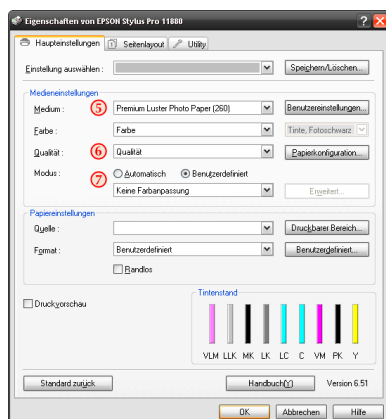 Eigenschaften von EPSON Stylus Pro 11880
Haupteinstellungen Seitenlayout Utility
Einstellung auswählen : Speichern/Löschen...
Medieneinstellungen
Medium : 5 Premium Luster Photo Paper (260) Benutzereinstellungen...
Farbe : Farbe Tinte, Fotoschwarz
Qualität : 6 Qualität Papierkonfiguration...
Modus : 7 Automatisch Benutzerdefiniert
Keine Farbanpassung Erweitert...
Papiereinstellungen
Quelle : Druckbarer Bereich...
Format : Benutzerdefiniert Benutzerdefiniert...
Randlos
Druckvorschau
Tintenstand
VLM LLK MK LK LC C VM PK Y
Standard zurück Handbuch(Y) Version 6.51
OK Abbrechen Hilfe